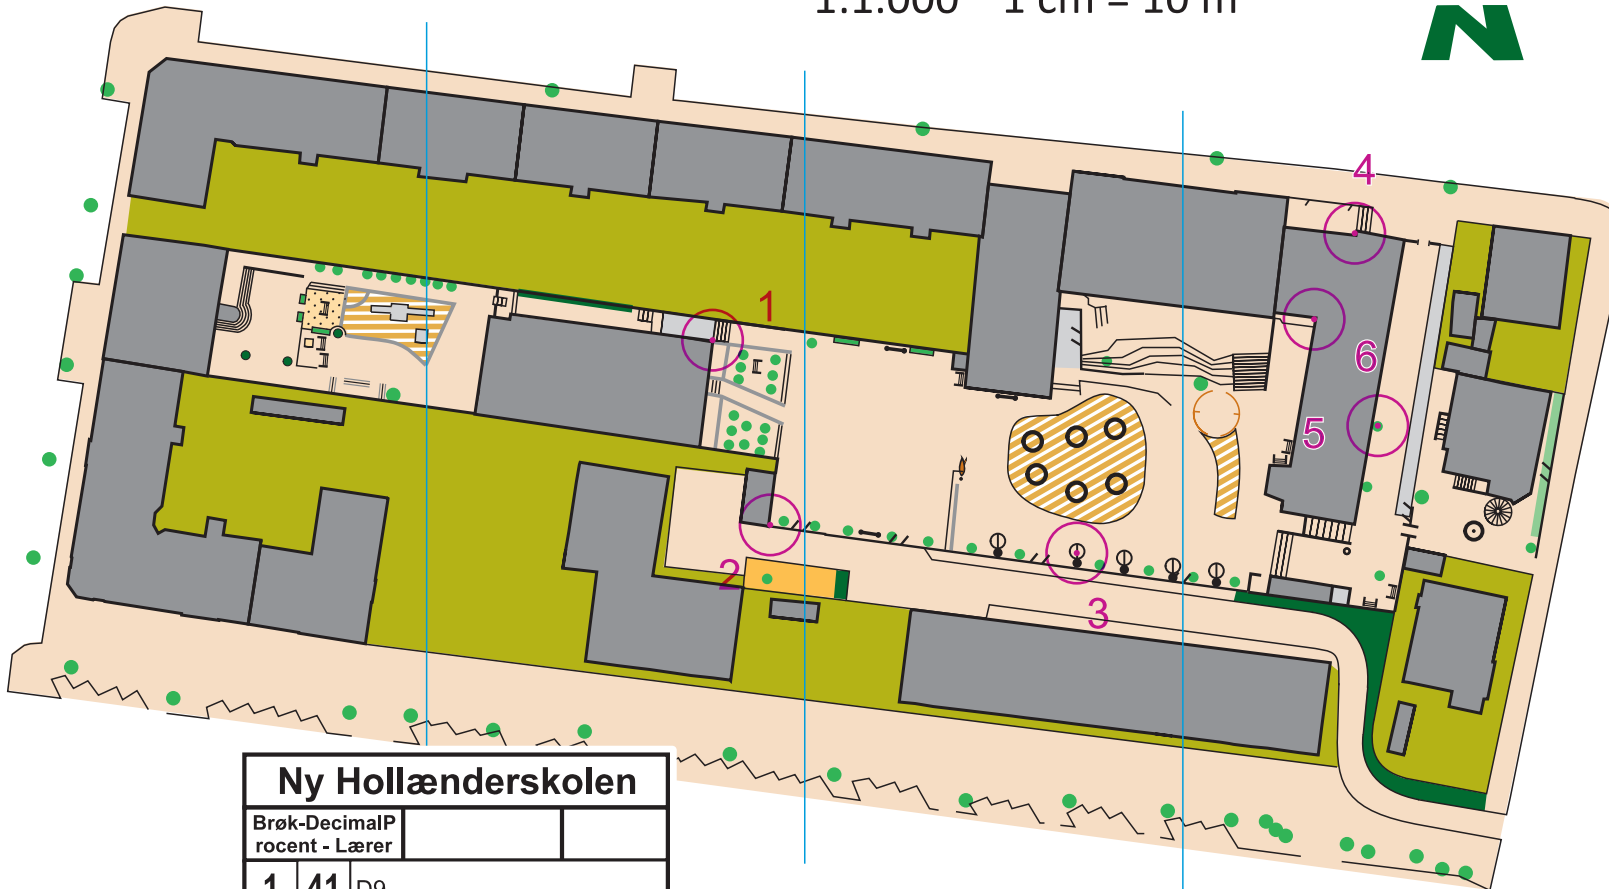 1:1.000 1 cm = 10 m
N
4
1
6
5
2
3
Ny Hollænderskolen
Brøk-DecimalP
rocent - Lærer
1 41 D9